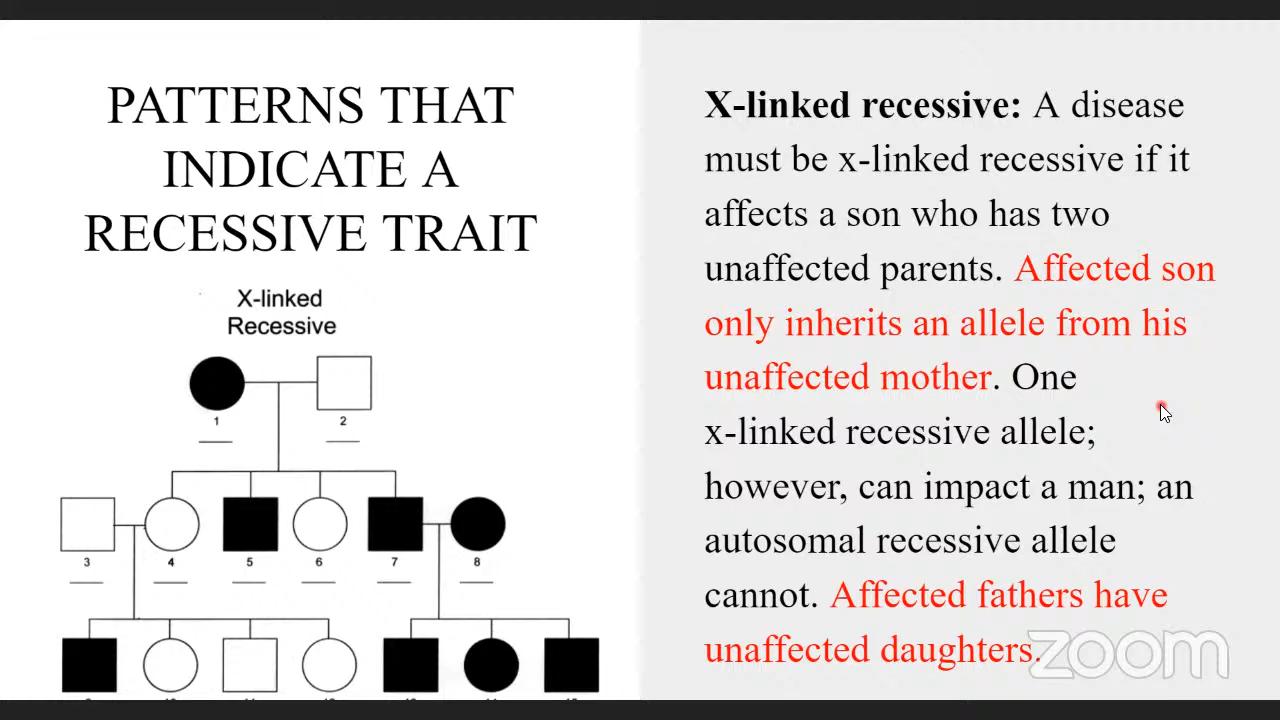 PATTERNS THAT
INDICATE A
RECESSIVE TRAIT
X-linked
Recessive
1
2
3
4
5
6
7
8
X-linked recessive: A disease
must be x-linked recessive if it
affects a son who has two
unaffected parents. Affected son
only inherits an allele from his
unaffected mother. One
x-linked recessive allele;
however, can impact a man; an
autosomal recessive allele
cannot. Affected fathers have
unaffected daughters.
zoom